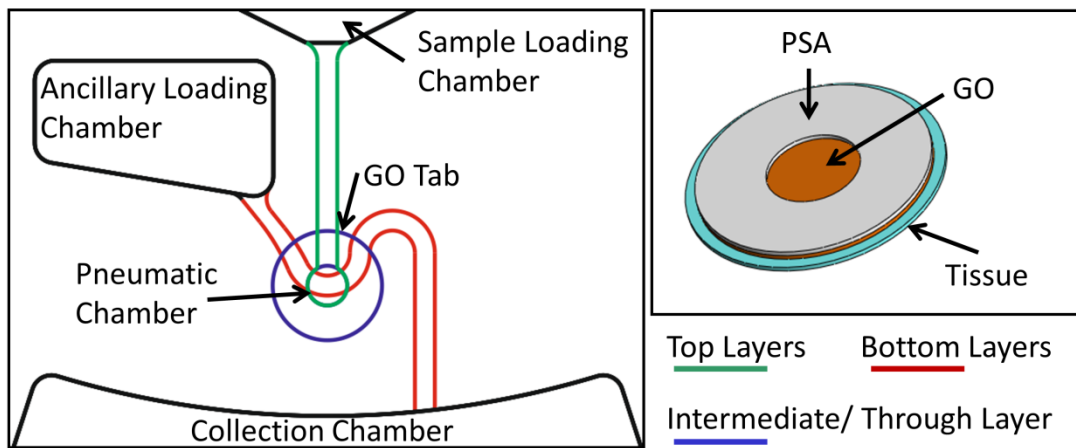 Sample Loading
Chamber
Ancillary Loading
Chamber
GO Tab
Pneumatic
Chamber
Collection Chamber
PSA
GO
Tissue
Top Layers
Bottom Layers
Intermediate/ Through Layer